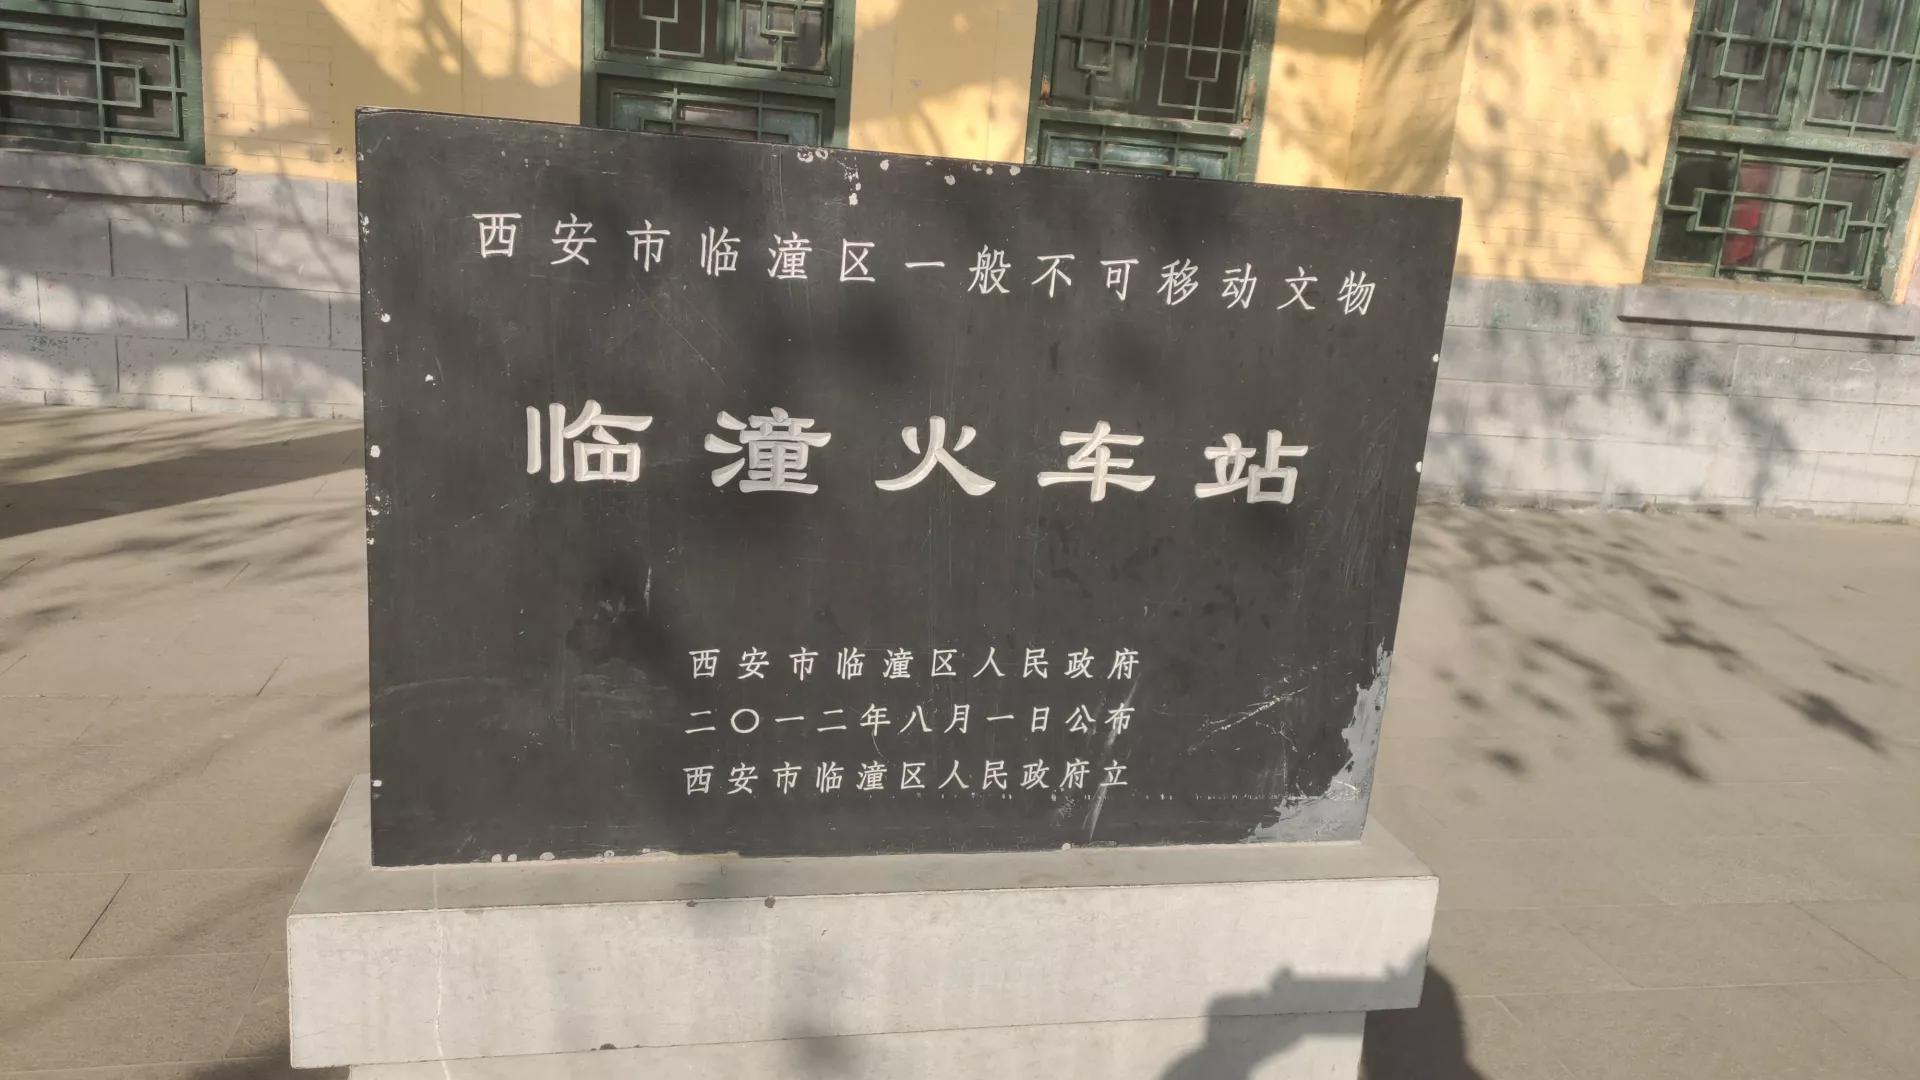 西安市临潼区一般不可移动文物
临潼火车站
西安市临潼区人民政府
二〇一二年八月一日公布
西安市临潼区人民政府立